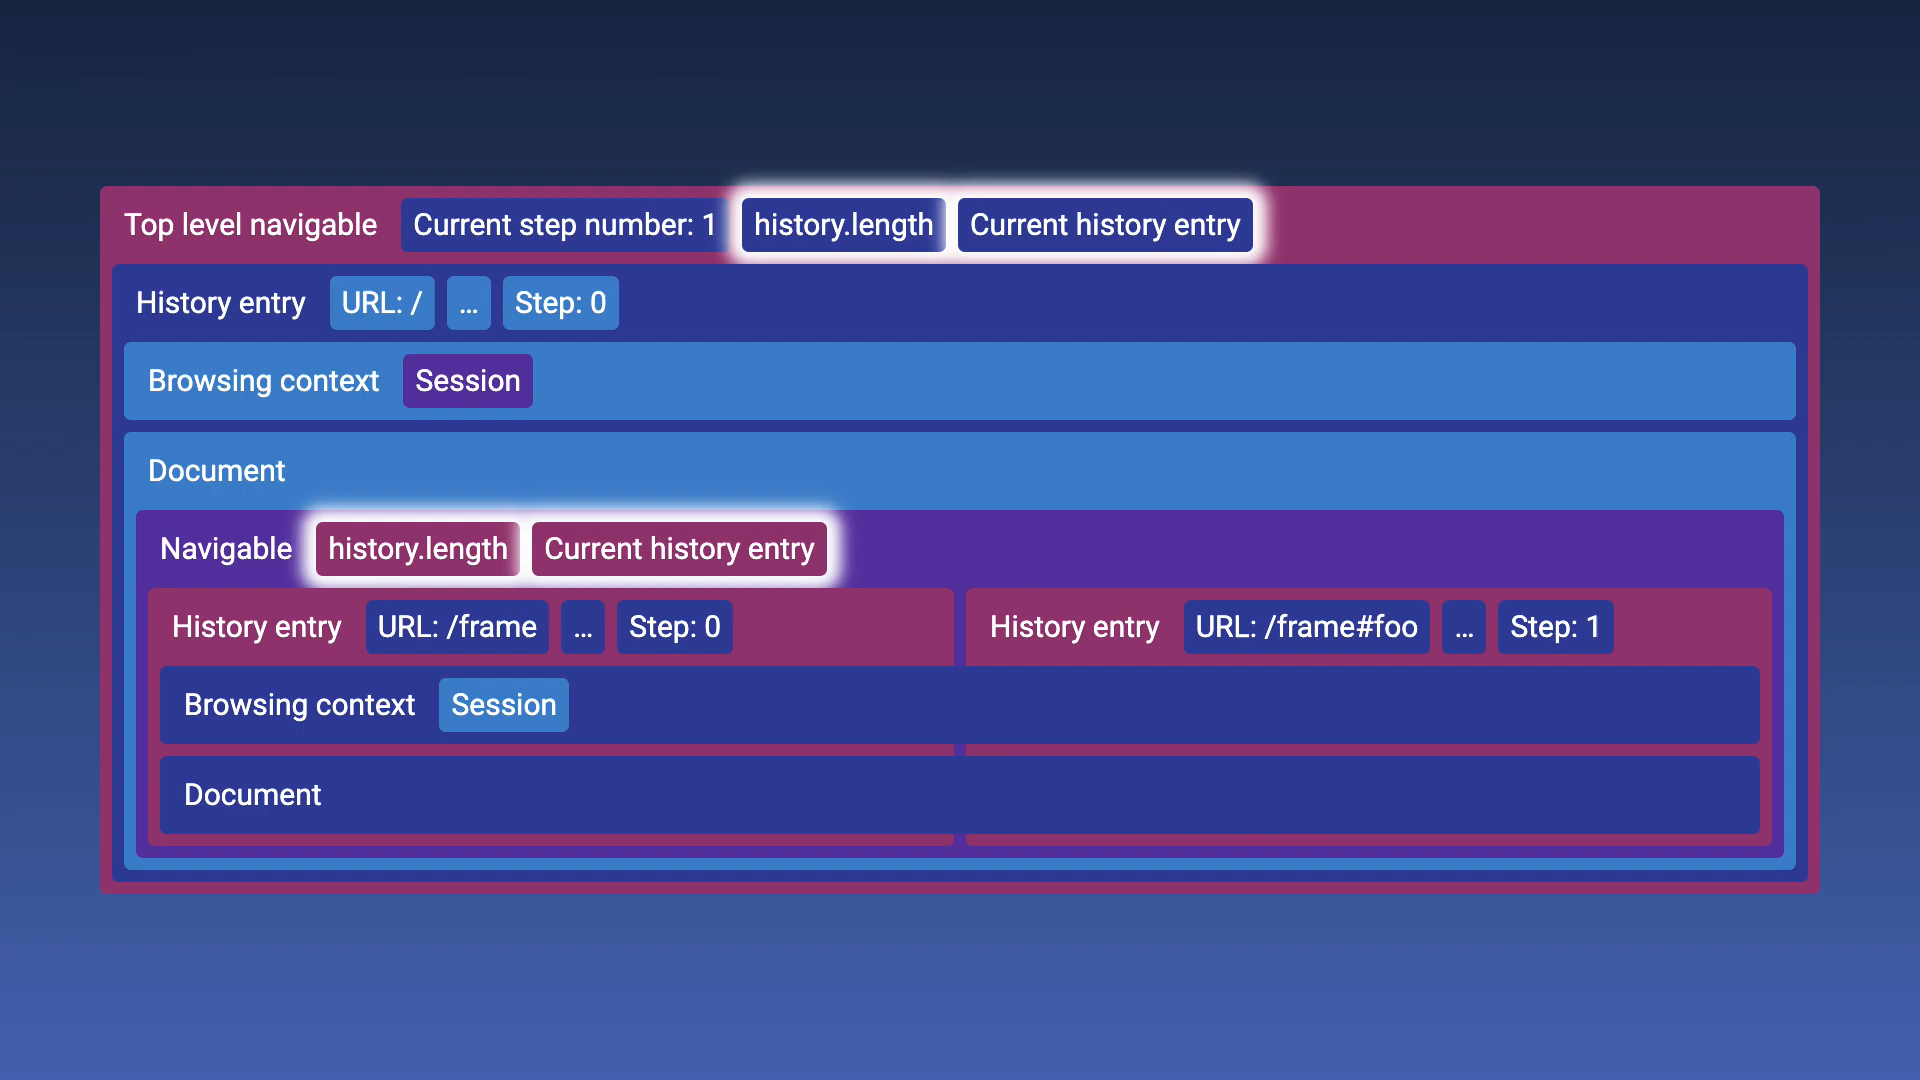 Top level navigable Current step number: 1 history.length Current history entry
History entry URL: / ... Step: 0
Browsing context Session
Document
Navigable history.length Current history entry
History entry URL: /frame ... Step: 0 History entry URL: /frame#foo ... Step: 1
Browsing context Session
Document